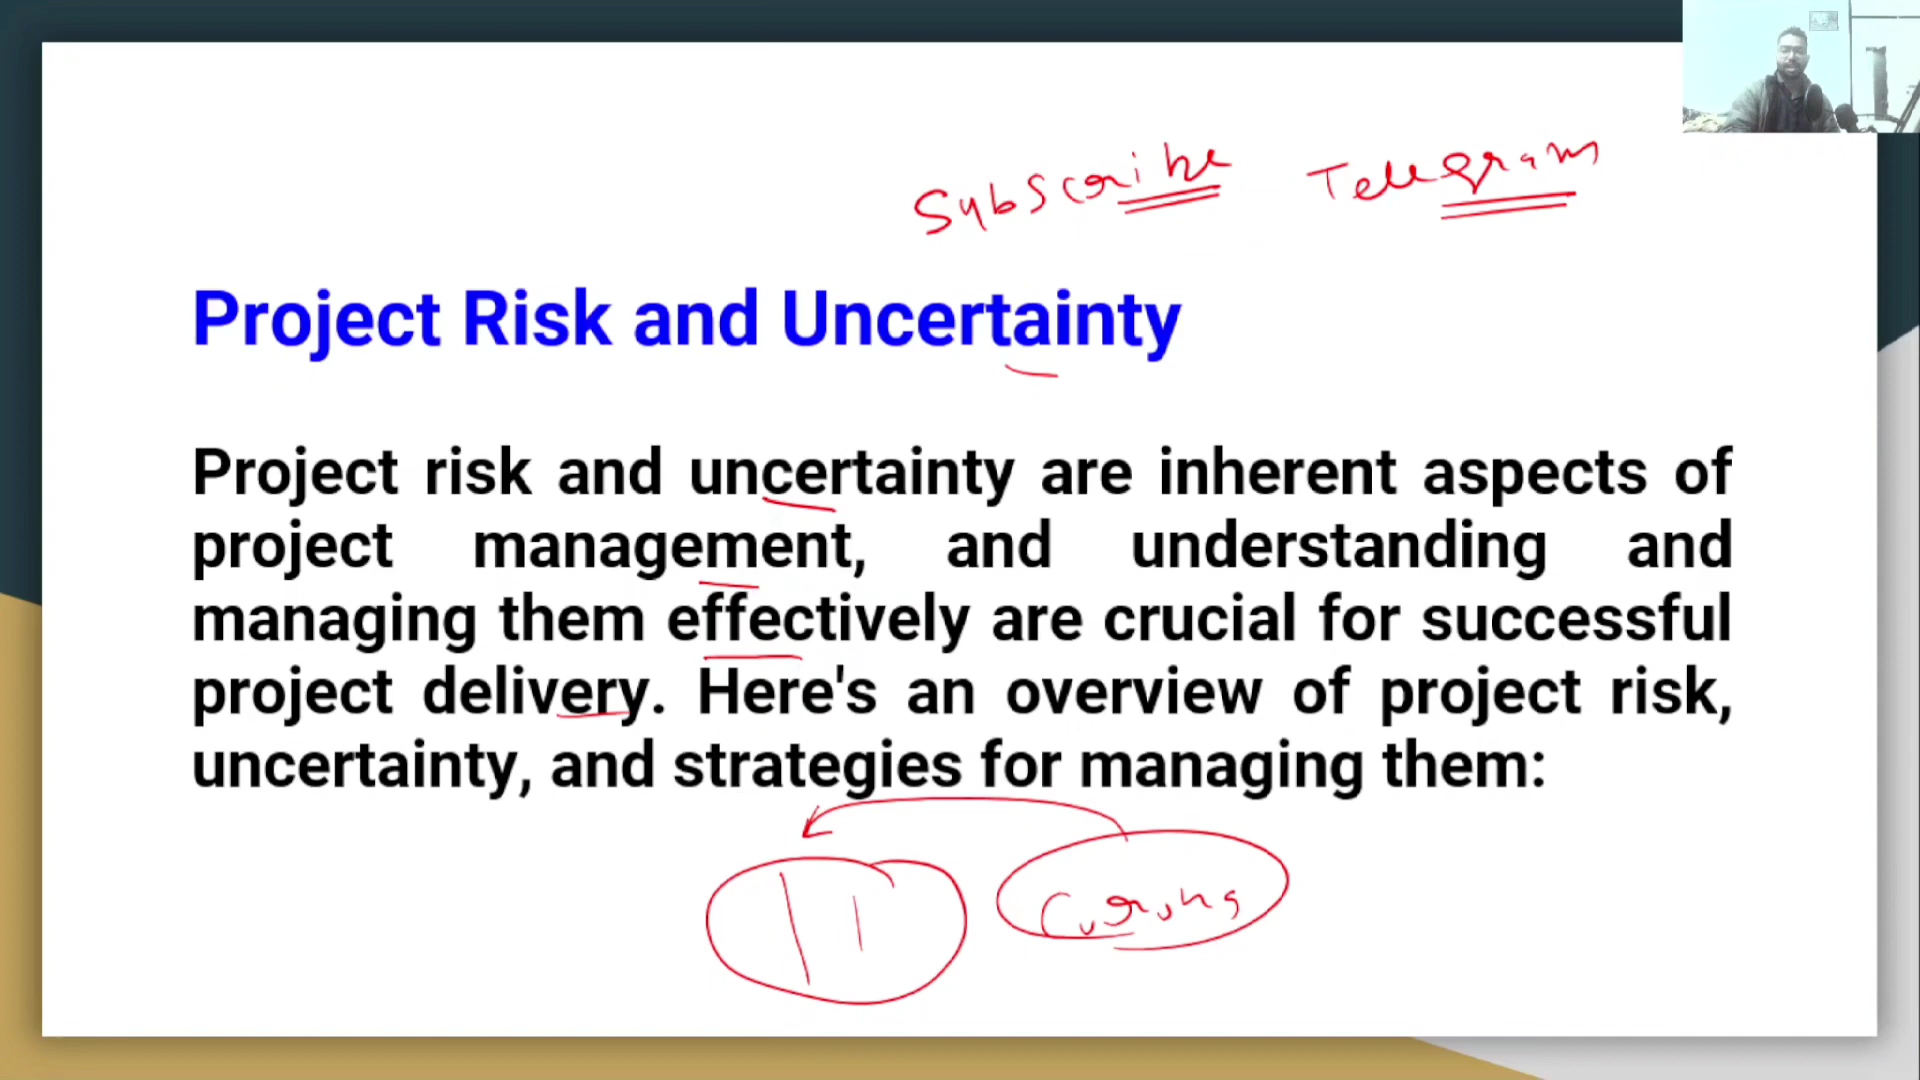 Subscribe Telegram
Project Risk and Uncertainty
Project risk and uncertainty are inherent aspects of
project management, and understanding and
managing them effectively are crucial for successful
project delivery. Here's an overview of project risk,
uncertainty, and strategies for managing them: